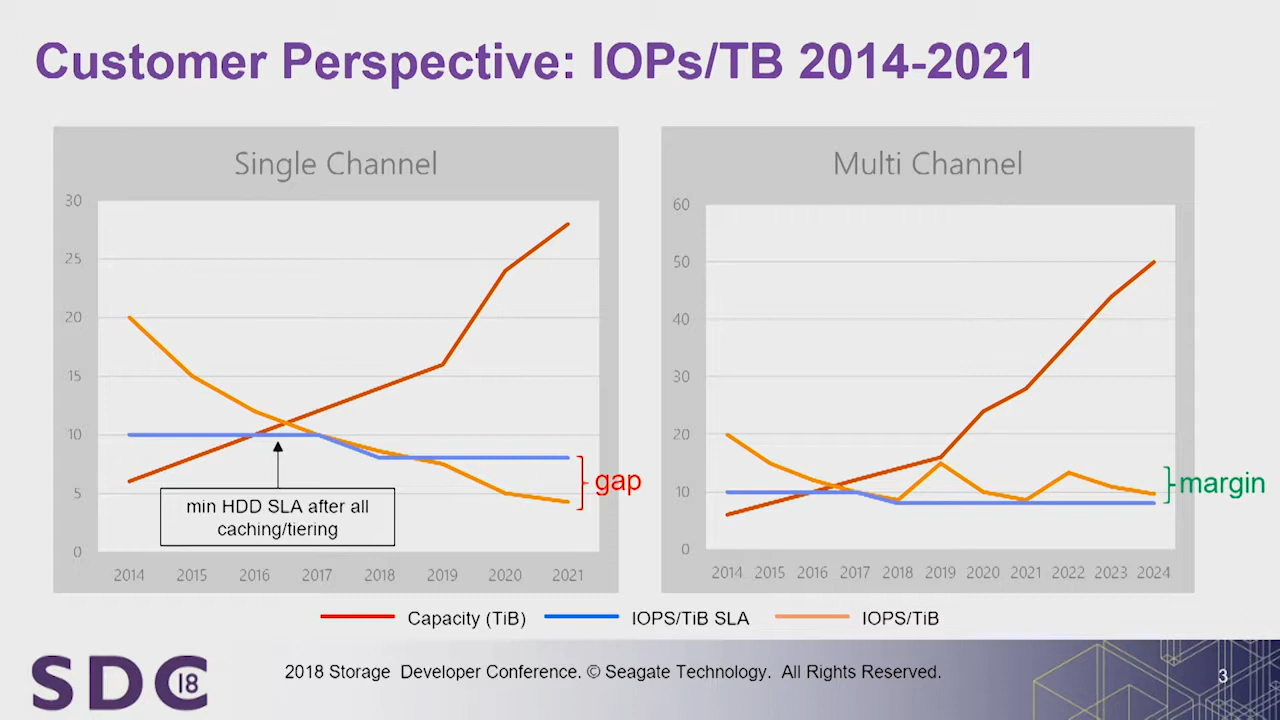 Customer Perspective: IOPs/TB 2014-2021
Single Channel
30
25
20
15
10
5
0
2014 2015 2016 2017 2018 2019 2020 2021
min HDD SLA after all
caching/tiering
gap
Multi Channel
60
50
40
30
20
10
0
2014 2015 2016 2017 2018 2019 2020 2021 2022 2023 2024
margin
Capacity (TiB) IOPS/TiB SLA IOPS/TiB
SDC 18
2018 Storage Developer Conference. © Seagate Technology. All Rights Reserved.
3